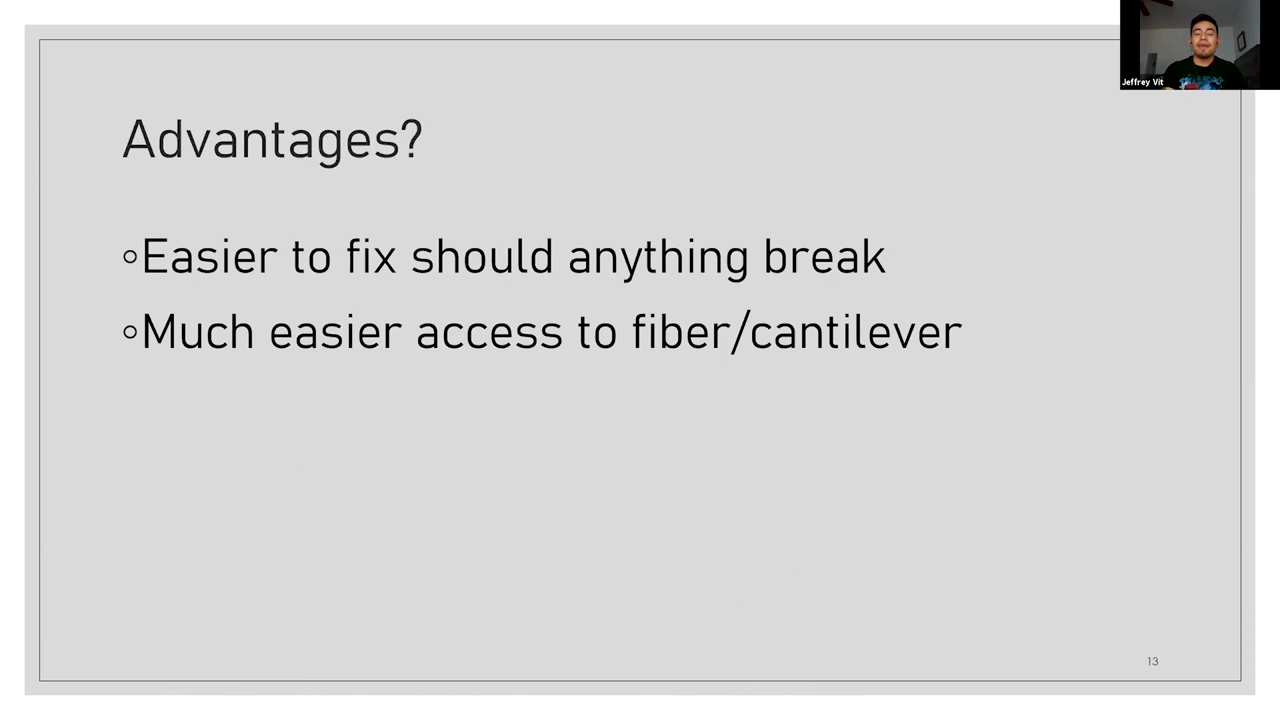 Jeffrey Vit
Advantages?
◦Easier to fix should anything break
◦Much easier access to fiber/cantilever
13